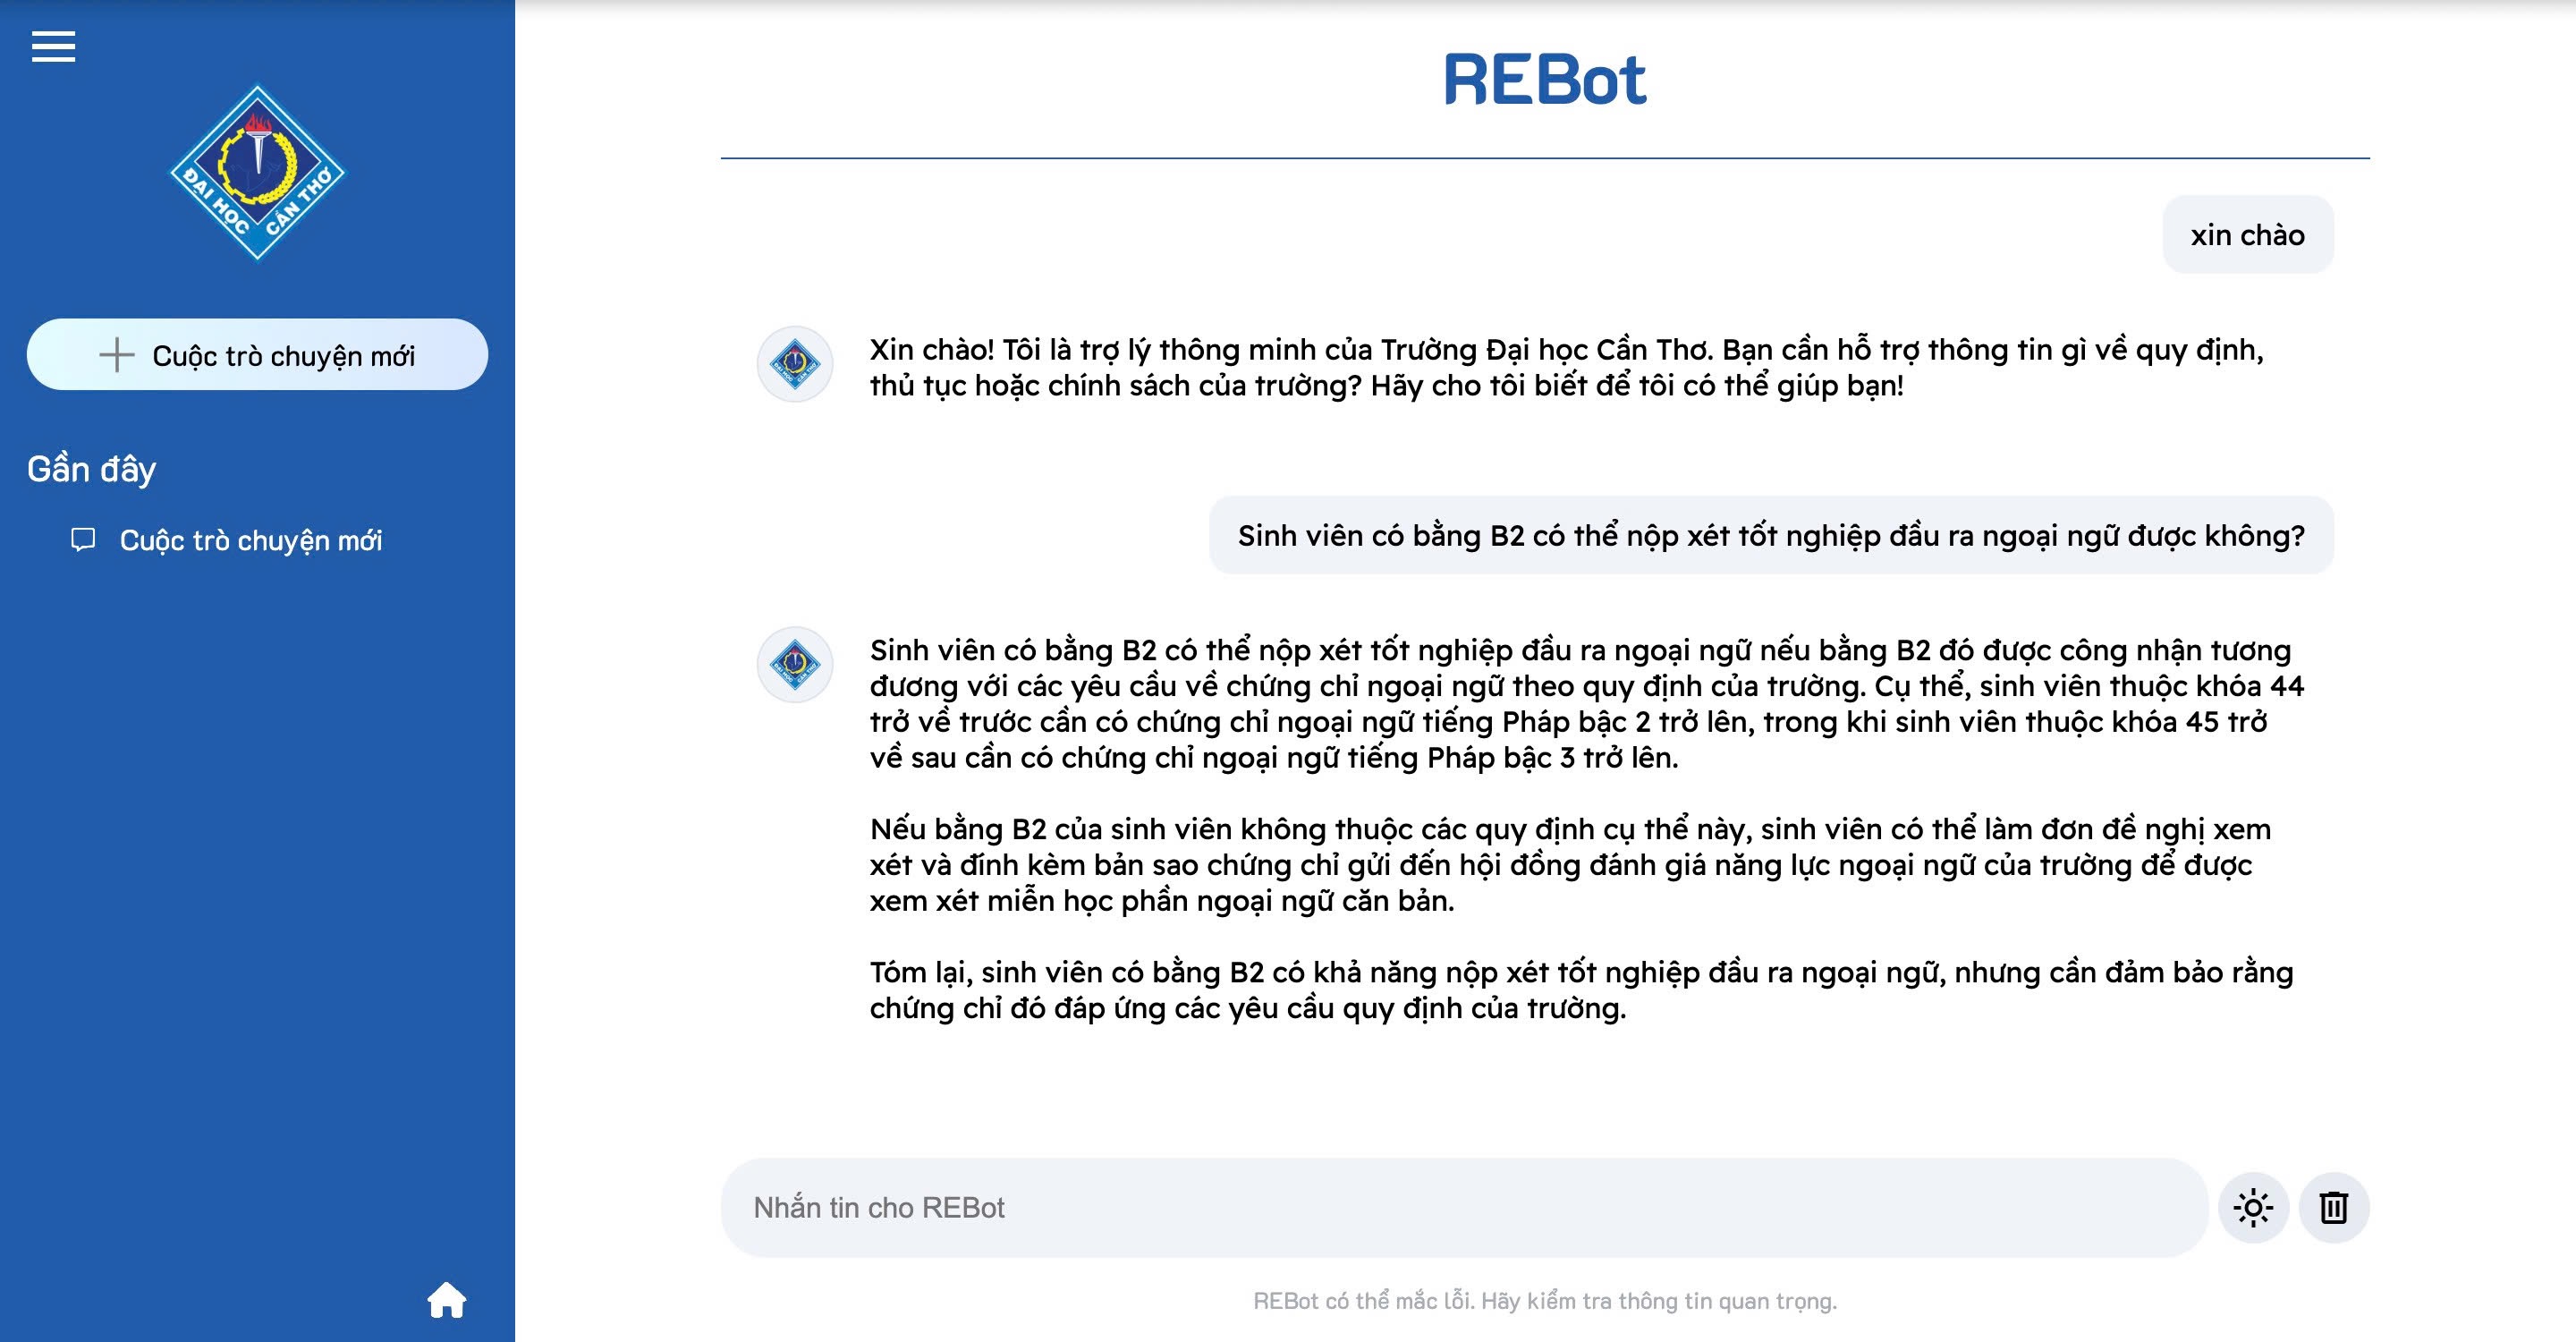 ĐẠI HỌC CẦN THƠ
Cuộc trò chuyện mới
Gần đây
Cuộc trò chuyện mới
REBot
xin chào
Xin chào! Tôi là trợ lý thông minh của Trường Đại học Cần Thơ. Bạn cần hỗ trợ thông tin gì về quy định,
thủ tục hoặc chính sách của trường? Hãy cho tôi biết để tôi có thể giúp bạn!
Sinh viên có bằng B2 có thể nộp xét tốt nghiệp đầu ra ngoại ngữ được không?
Sinh viên có bằng B2 có thể nộp xét tốt nghiệp đầu ra ngoại ngữ nếu bằng B2 đó được công nhận tương
đương với các yêu cầu về chứng chỉ ngoại ngữ theo quy định của trường. Cụ thể, sinh viên thuộc khóa 44
trở về trước cần có chứng chỉ ngoại ngữ tiếng Pháp bậc 2 trở lên, trong khi sinh viên thuộc khóa 45 trở
về sau cần có chứng chỉ ngoại ngữ tiếng Pháp bậc 3 trở lên.
Nếu bằng B2 của sinh viên không thuộc các quy định cụ thể này, sinh viên có thể làm đơn đề nghị xem
xét và đính kèm bản sao chứng chỉ gửi đến hội đồng đánh giá năng lực ngoại ngữ của trường để được
xem xét miễn học phần ngoại ngữ căn bản.
Tóm lại, sinh viên có bằng B2 có khả năng nộp xét tốt nghiệp đầu ra ngoại ngữ, nhưng cần đảm bảo rằng
chứng chỉ đó đáp ứng các yêu cầu quy định của trường.
Nhắn tin cho REBot
REBot có thể mắc lỗi. Hãy kiểm tra thông tin quan trọng.